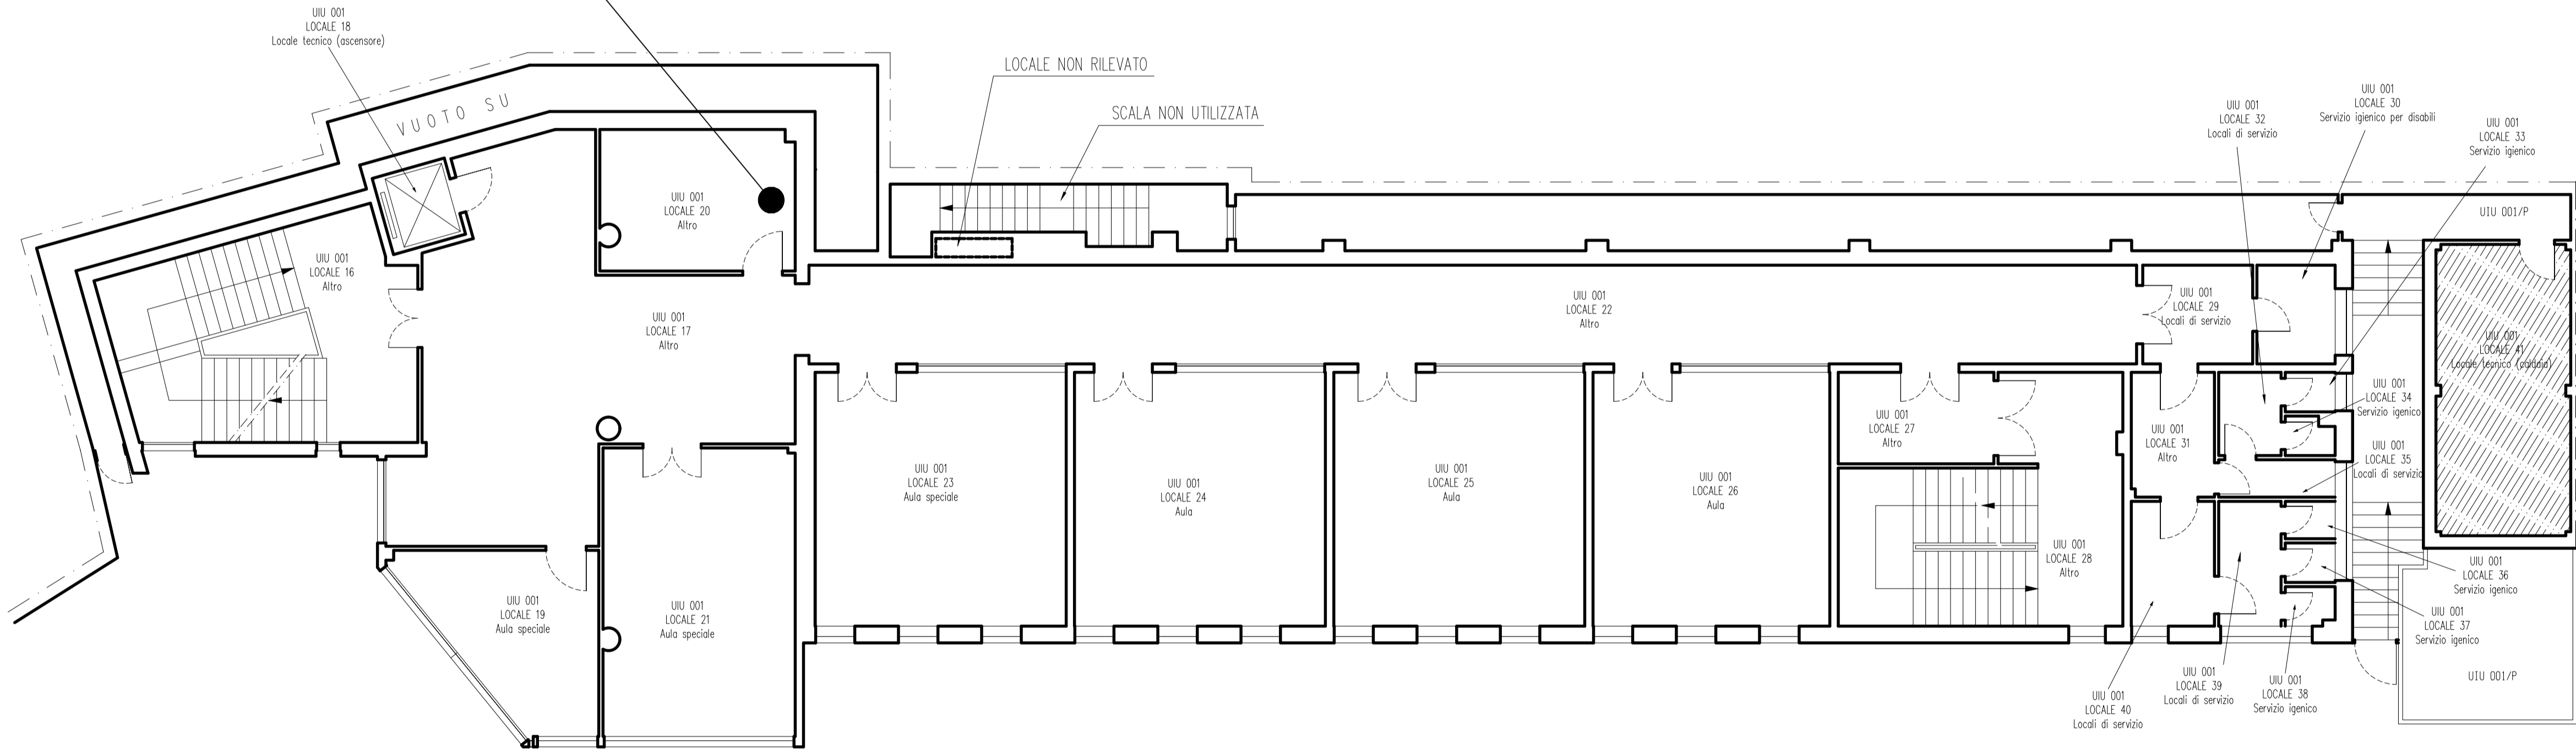 UIU 001
LOCALE 18
Locale tecnico (ascensore)
VUOTO SU
LOCALE NON RILEVATO
SCALA NON UTILIZZATA
UIU 001
LOCALE 30
Servizio igienico per disabili
UIU 001
LOCALE 32
Locali di servizio
UIU 001
LOCALE 33
Servizio igienico
UIU 001
LOCALE 20
Altro
UIU 001/P
UIU 001
LOCALE 16
Altro
UIU 001
LOCALE 17
Altro
UIU 001
LOCALE 22
Altro
UIU 001
LOCALE 29
Locali di servizio
UIU 001
LOCALE 41
Locale tecnico (caldaia)
UIU 001
LOCALE 34
Servizio igenico
UIU 001
LOCALE 27
Altro
UIU 001
LOCALE 31
Altro
UIU 001
LOCALE 35
Locali di servizio
UIU 001
LOCALE 23
Aula speciale
UIU 001
LOCALE 24
Aula
UIU 001
LOCALE 25
Aula
UIU 001
LOCALE 26
Aula
UIU 001
LOCALE 28
Altro
UIU 001
LOCALE 36
Servizio igenico
UIU 001
LOCALE 19
Aula speciale
UIU 001
LOCALE 21
Aula speciale
UIU 001
LOCALE 37
Servizio igenico
UIU 001
LOCALE 39
Locali di servizio
UIU 001
LOCALE 38
Servizio igenico
UIU 001/P
UIU 001
LOCALE 40
Locali di servizio